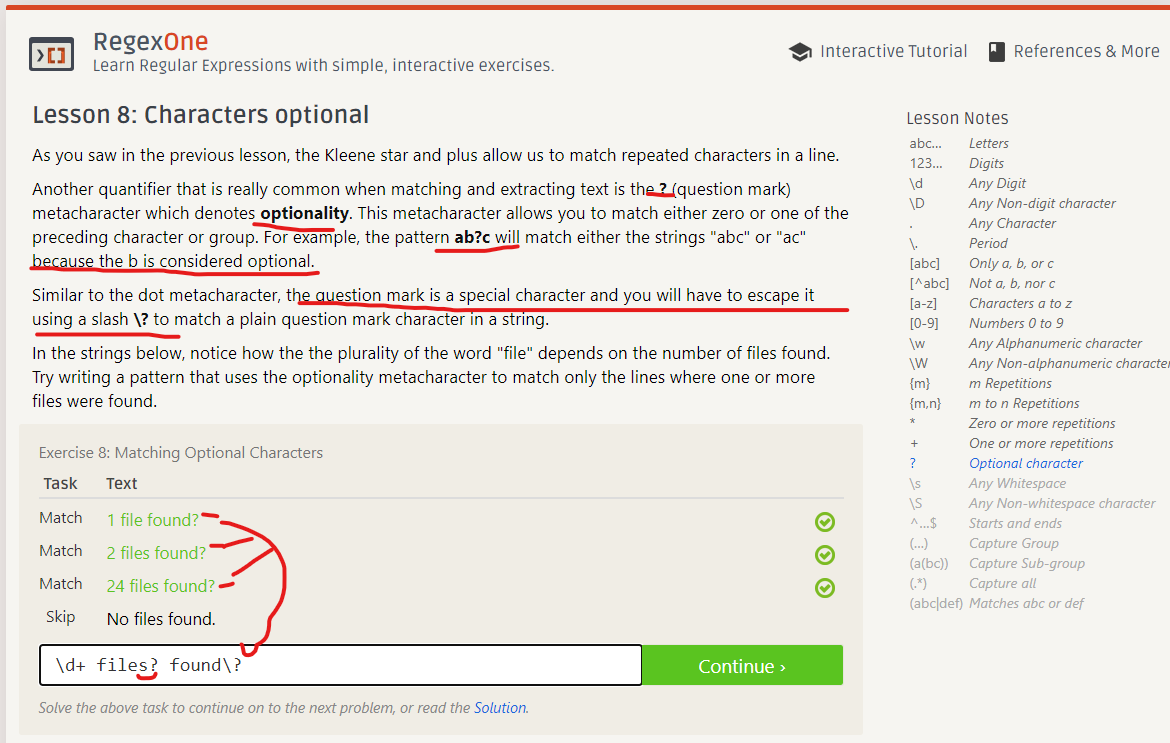 RegexOne
Learn Regular Expressions with simple, interactive exercises.
Interactive Tutorial
References & More
Lesson 8: Characters optional
As you saw in the previous lesson, the Kleene star and plus allow us to match repeated characters in a line.
Another quantifier that is really common when matching and extracting text is the ? (question mark)
metacharacter which denotes optionality. This metacharacter allows you to match either zero or one of the
preceding character or group. For example, the pattern ab?c will match either the strings "abc" or "ac"
because the b is considered optional.
Similar to the dot metacharacter, the question mark is a special character and you will have to escape it
using a slash \? to match a plain question mark character in a string.
In the strings below, notice how the the plurality of the word "file" depends on the number of files found.
Try writing a pattern that uses the optionality metacharacter to match only the lines where one or more
files were found.
Exercise 8: Matching Optional Characters
Task Text
Match 1 file found?
Match 2 files found?
Match 24 files found?
Skip No files found.
\d+ files? found\?
Continue ›
Solve the above task to continue on to the next problem, or read the Solution.
Lesson Notes
abc... Letters
123... Digits
\d Any Digit
\D Any Non-digit character
. Any Character
\. Period
[abc] Only a, b, or c
[^abc] Not a, b, nor c
[a-z] Characters a to z
[0-9] Numbers 0 to 9
\w Any Alphanumeric character
\W Any Non-alphanumeric character
{m} m Repetitions
{m,n} m to n Repetitions
* Zero or more repetitions
+ One or more repetitions
? Optional character
\s Any Whitespace
\S Any Non-whitespace character
^...$ Starts and ends
(...) Capture Group
(a(bc)) Capture Sub-group
(.*) Capture all
(abc|def) Matches abc or def